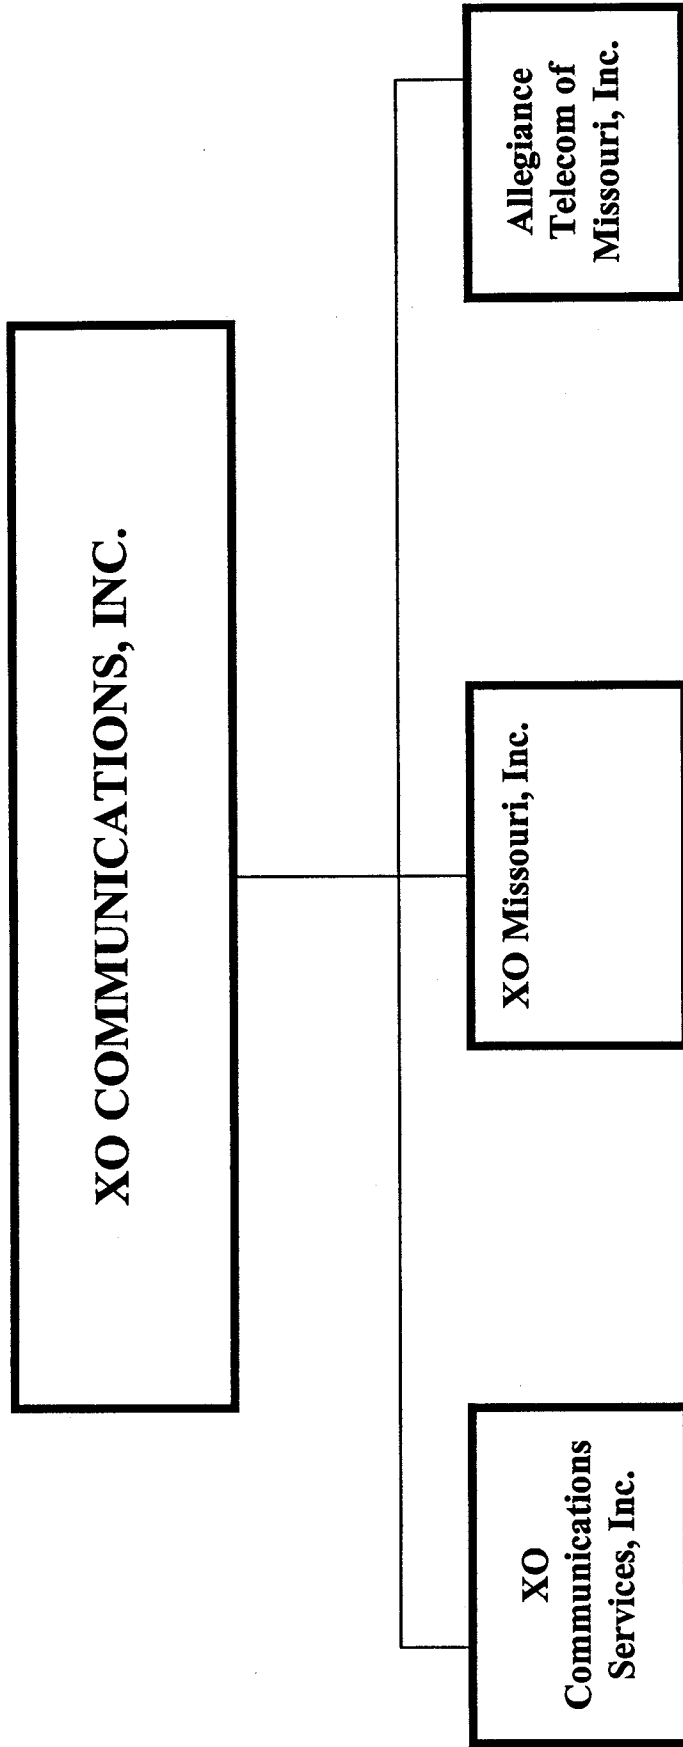 XO COMMUNICATIONS, INC.
XO
Communications
Services, Inc.
XO Missouri, Inc.
Allegiance
Telecom of
Missouri, Inc.